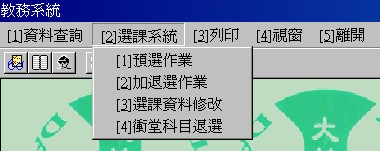 教務系統
[1]資料查詢 [2]選課系統 [3]列印 [4]視窗 [5]離開
[1]預選作業
[2]加退選作業
[3]選課資料修改
[4]衝堂科目退選
大